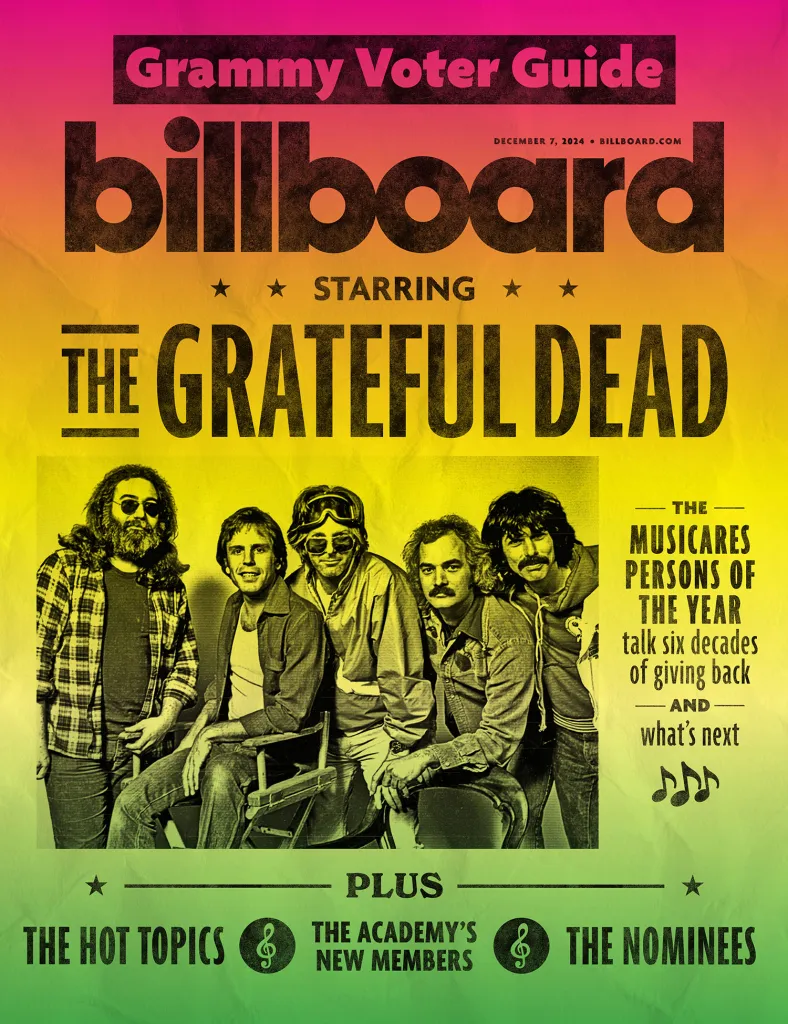 Grammy Voter Guide
DECEMBER 7, 2024 • BILLBOARD.COM
billboard
★ ★ STARRING ★ ★
THE GRATEFUL DEAD
THE
MUSICARES
PERSONS OF
THE YEAR
talk six decades
of giving back
AND
what's next
PLUS
THE HOT TOPICS
THE ACADEMY'S
NEW MEMBERS
THE NOMINEES